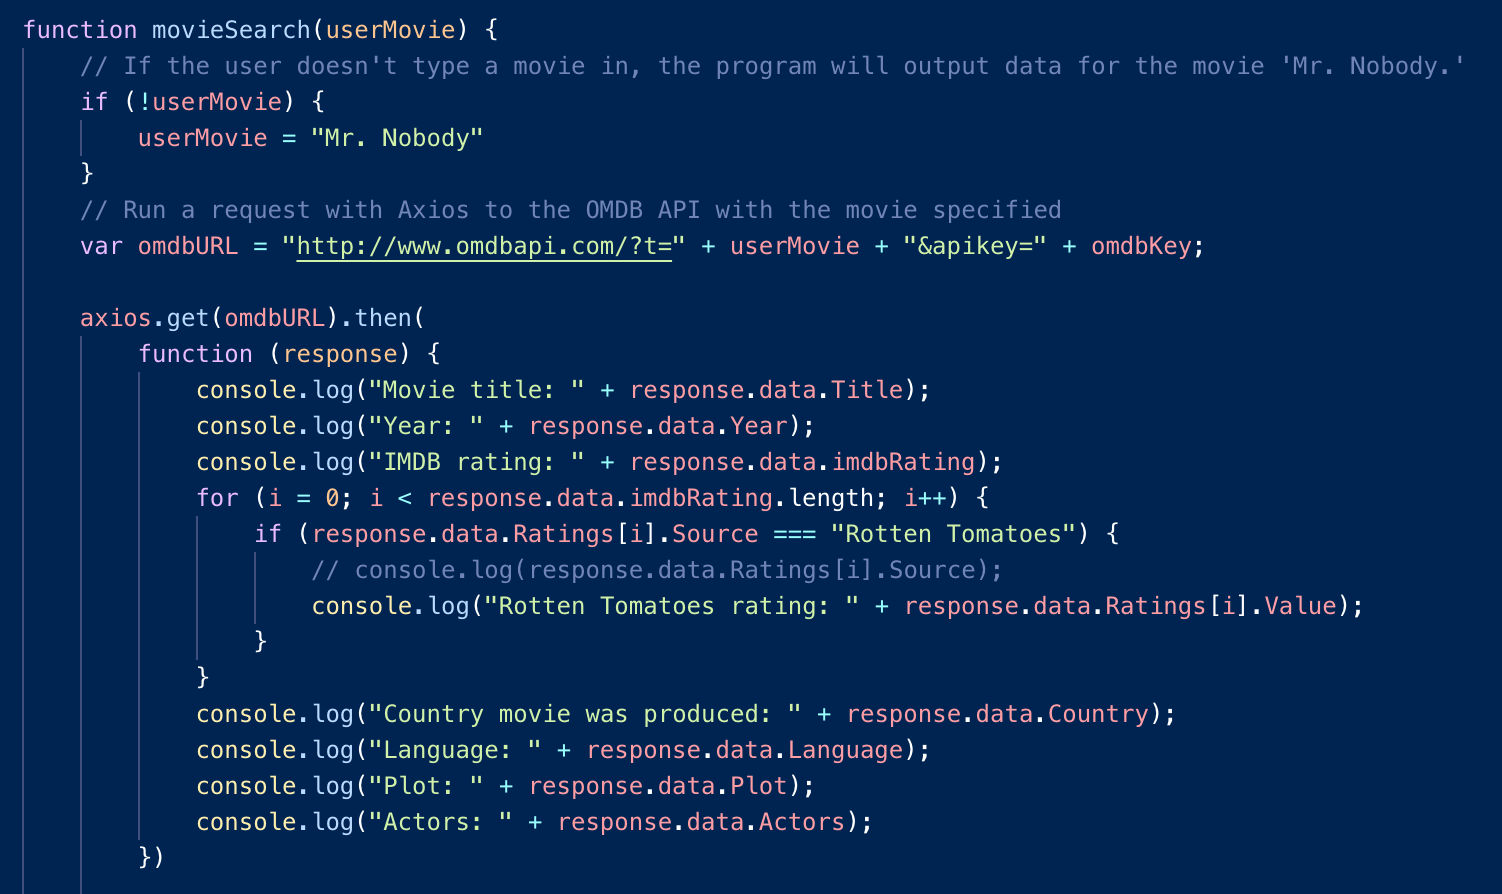 function movieSearch(userMovie) {
    // If the user doesn't type a movie in, the program will output data for the movie 'Mr. Nobody.'
    if (!userMovie) {
        userMovie = "Mr. Nobody"
    }
    // Run a request with Axios to the OMDB API with the movie specified
    var omdbURL = "http://www.omdbapi.com/?t=" + userMovie + "&apikey=" + omdbKey;

    axios.get(omdbURL).then(
        function (response) {
            console.log("Movie title: " + response.data.Title);
            console.log("Year: " + response.data.Year);
            console.log("IMDB rating: " + response.data.imdbRating);
            for (i = 0; i < response.data.imdbRating.length; i++) {
                if (response.data.Ratings[i].Source === "Rotten Tomatoes") {
                    // console.log(response.data.Ratings[i].Source);
                    console.log("Rotten Tomatoes rating: " + response.data.Ratings[i].Value);
                }
            }
            console.log("Country movie was produced: " + response.data.Country);
            console.log("Language: " + response.data.Language);
            console.log("Plot: " + response.data.Plot);
            console.log("Actors: " + response.data.Actors);
        })